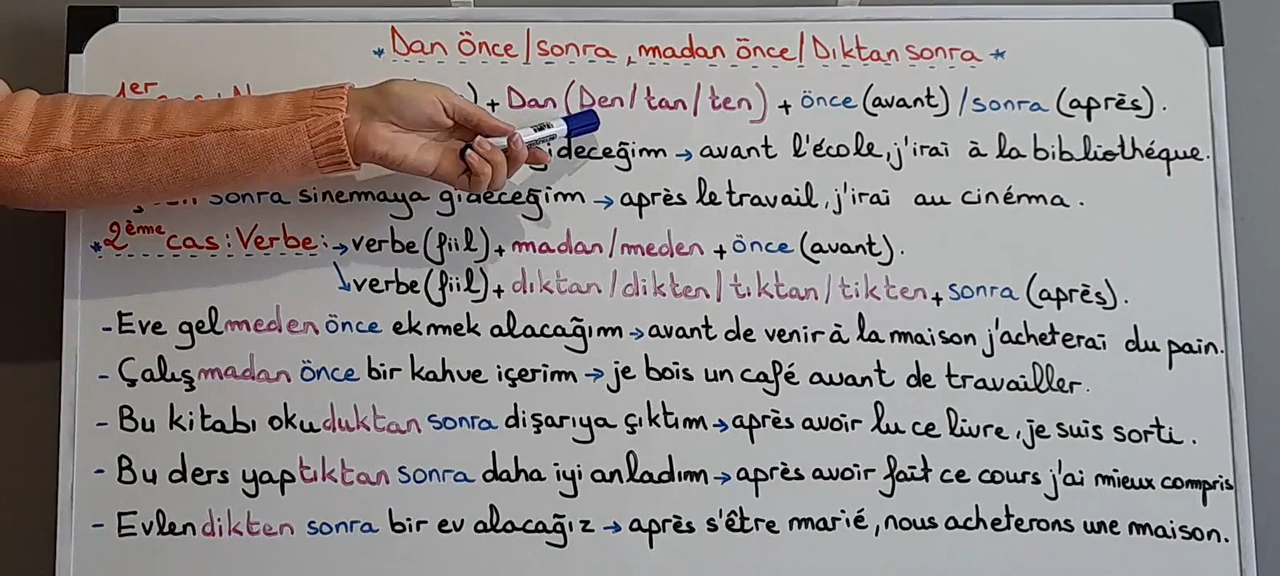 * Dan önce/sonra, madan önce/Dıktan sonra *
1er ) + Dan (Den/tan/ten) + önce (avant) /sonra (après).
gideceğim → avant l'école, j'irai à la bibliothéque.
sonra sinemaya gideceğim → après le travail, j'irai au cinéma.
* 2ème cas : Verbe : → verbe (fiil) + madan/meden + önce (avant).
↳ verbe (fiil) + dıktan/dikten/tıktan/tikten + sonra (après).
- Eve gelmeden önce ekmek alacağım → avant de venir à la maison j'acheterai du pain.
- Çalışmadan önce bir kahve içerim → je bois un café avant de travailler.
- Bu kitabı okuduktan sonra dişarıya çıktım → après avoir lu ce livre, je suis sorti.
- Bu ders yaptıktan sonra daha iyi anladım → après avoir fait ce cours j'ai mieux compris
- Evlendikten sonra bir ev alacağız → après s'être marié, nous acheterons une maison.